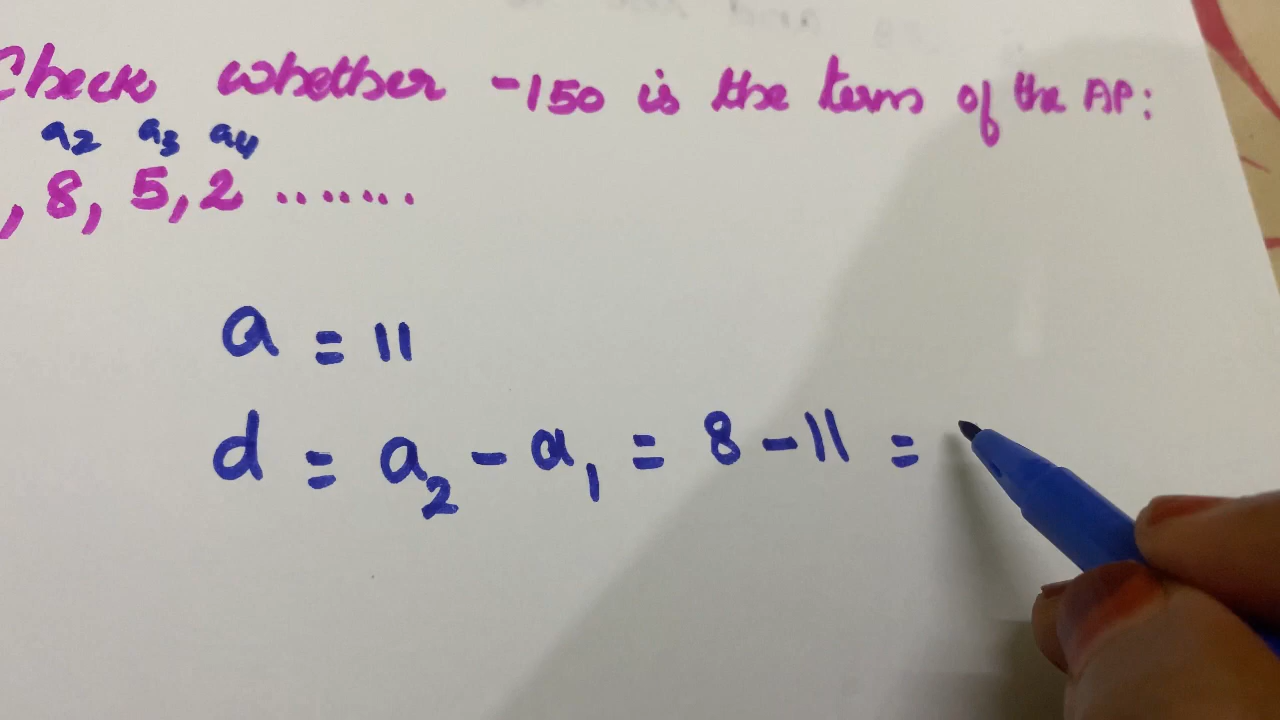 Check whether -150 is the term of the AP:
a2 a3 a4
, 8, 5, 2 .......
a = 11
d = a2 - a1 = 8 - 11 =